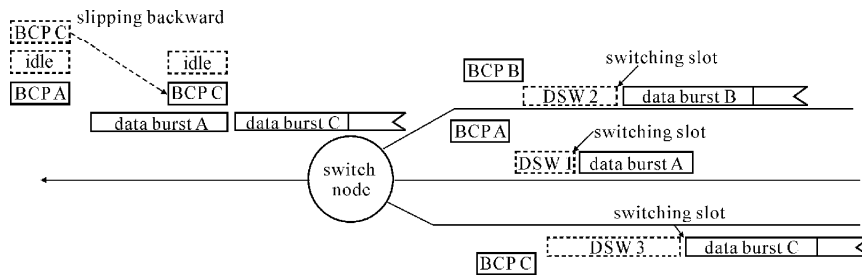 slipping backward
BCP C
idle
BCP A
idle
BCP C
data burst A
data burst C
switch
node
BCP B
switching slot
DSW 2
data burst B
BCP A
switching slot
DSW 1
data burst A
switching slot
DSW 3
data burst C
BCP C